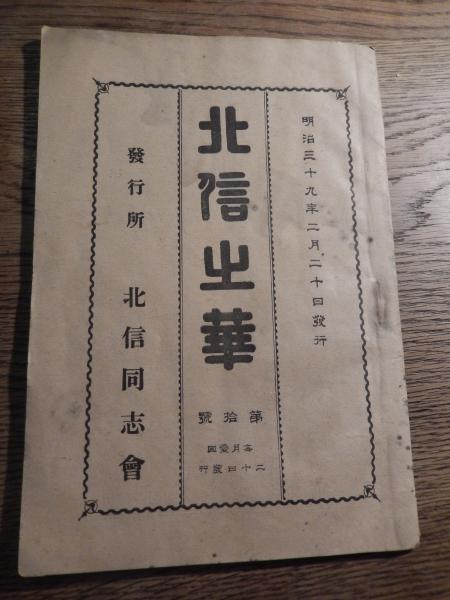 明治三十九年二月二十日發行
北信之華
第拾號
每月壹回
二十日發行
發行所 北信同志會